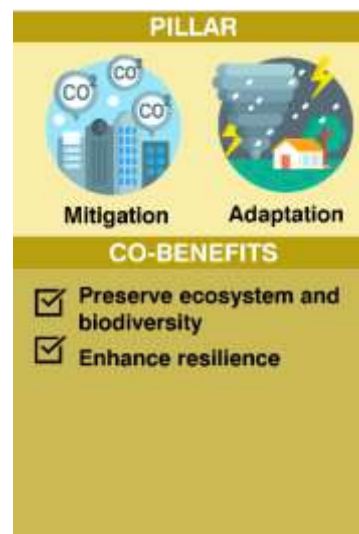 PILLAR
CO2
CO2
CO2
Mitigation
Adaptation
CO-BENEFITS
Preserve ecosystem and
biodiversity
Enhance resilience